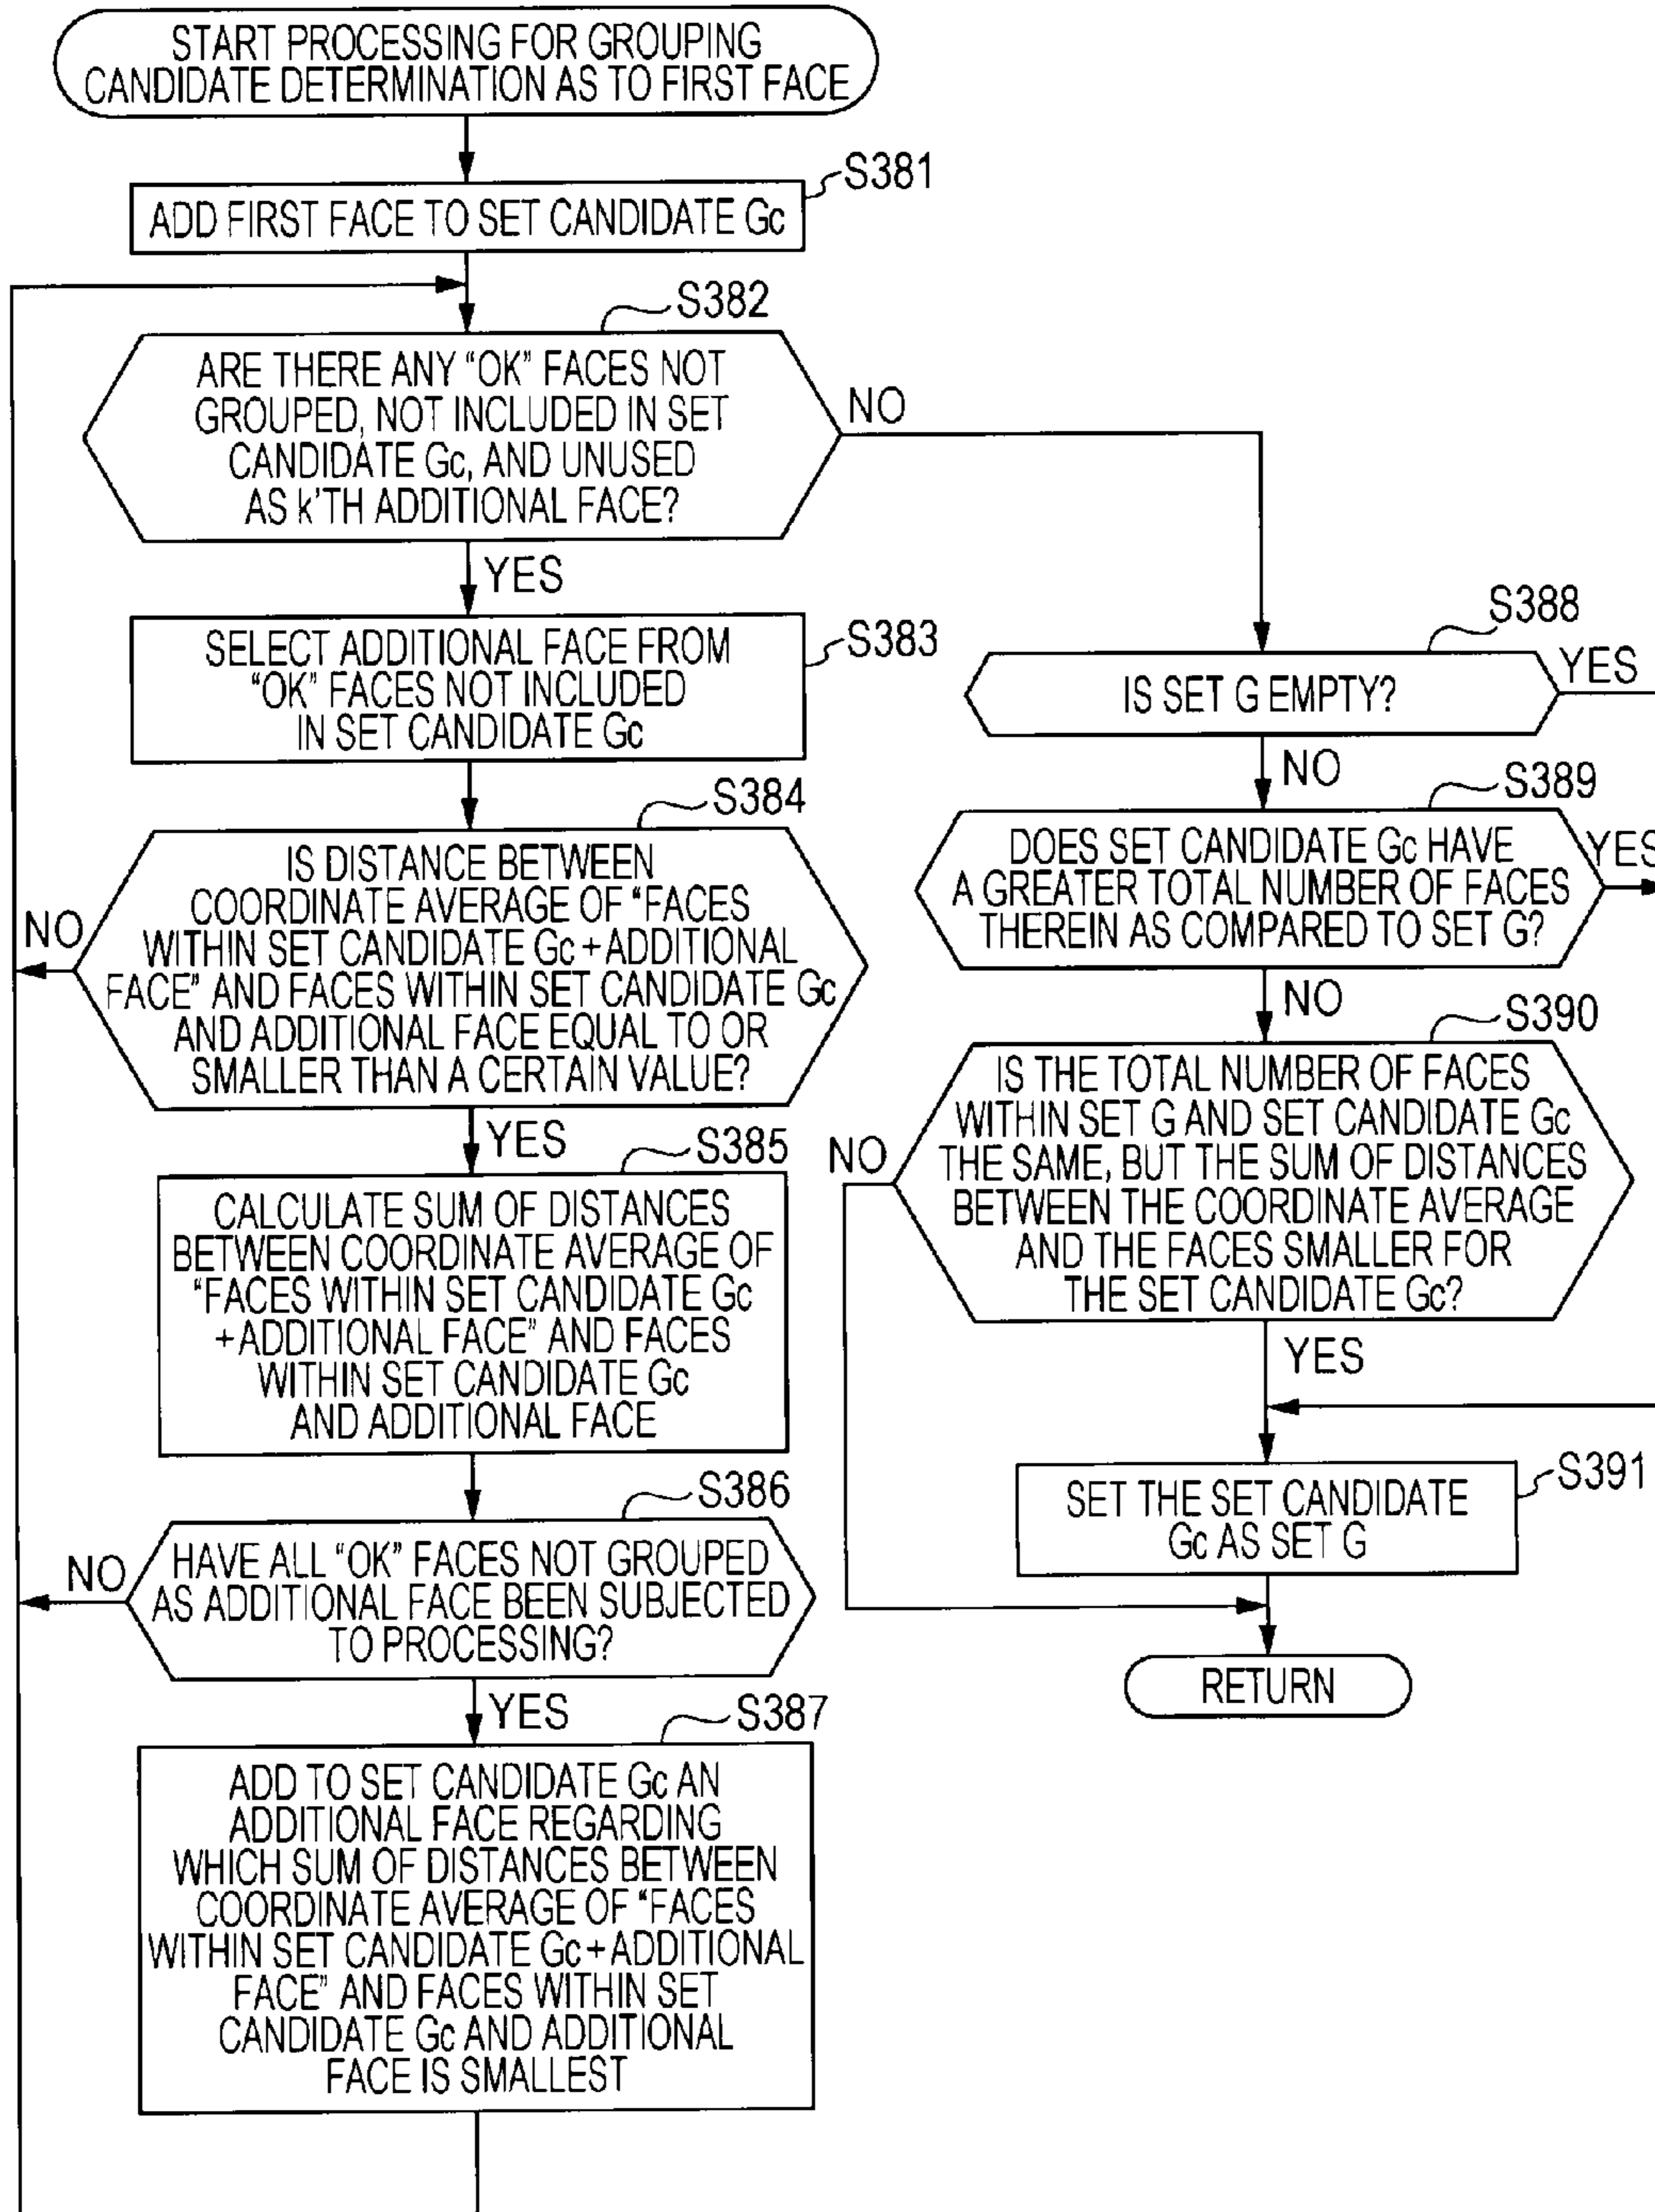 START PROCESSING FOR GROUPING
CANDIDATE DETERMINATION AS TO FIRST FACE
S381
ADD FIRST FACE TO SET CANDIDATE Gc
S382
ARE THERE ANY “OK” FACES NOT
GROUPED, NOT INCLUDED IN SET
CANDIDATE Gc, AND UNUSED
AS k’TH ADDITIONAL FACE?
NO
YES
S383
SELECT ADDITIONAL FACE FROM
“OK” FACES NOT INCLUDED
IN SET CANDIDATE Gc
S384
IS DISTANCE BETWEEN
COORDINATE AVERAGE OF “FACES
WITHIN SET CANDIDATE Gc+ADDITIONAL
FACE” AND FACES WITHIN SET CANDIDATE Gc
AND ADDITIONAL FACE EQUAL TO OR
SMALLER THAN A CERTAIN VALUE?
NO
YES
S385
CALCULATE SUM OF DISTANCES
BETWEEN COORDINATE AVERAGE OF
“FACES WITHIN SET CANDIDATE Gc
+ADDITIONAL FACE” AND FACES
WITHIN SET CANDIDATE Gc
AND ADDITIONAL FACE
S386
HAVE ALL “OK” FACES NOT GROUPED
AS ADDITIONAL FACE BEEN SUBJECTED
TO PROCESSING?
NO
YES
S387
ADD TO SET CANDIDATE Gc AN
ADDITIONAL FACE REGARDING
WHICH SUM OF DISTANCES BETWEEN
COORDINATE AVERAGE OF “FACES
WITHIN SET CANDIDATE Gc+ADDITIONAL
FACE” AND FACES WITHIN SET
CANDIDATE Gc AND ADDITIONAL
FACE IS SMALLEST
S388
IS SET G EMPTY?
YES
NO
S389
DOES SET CANDIDATE Gc HAVE
A GREATER TOTAL NUMBER OF FACES
THEREIN AS COMPARED TO SET G?
YES
NO
S390
IS THE TOTAL NUMBER OF FACES
WITHIN SET G AND SET CANDIDATE Gc
THE SAME, BUT THE SUM OF DISTANCES
BETWEEN THE COORDINATE AVERAGE
AND THE FACES SMALLER FOR
THE SET CANDIDATE Gc?
NO
YES
S391
SET THE SET CANDIDATE
Gc AS SET G
RETURN